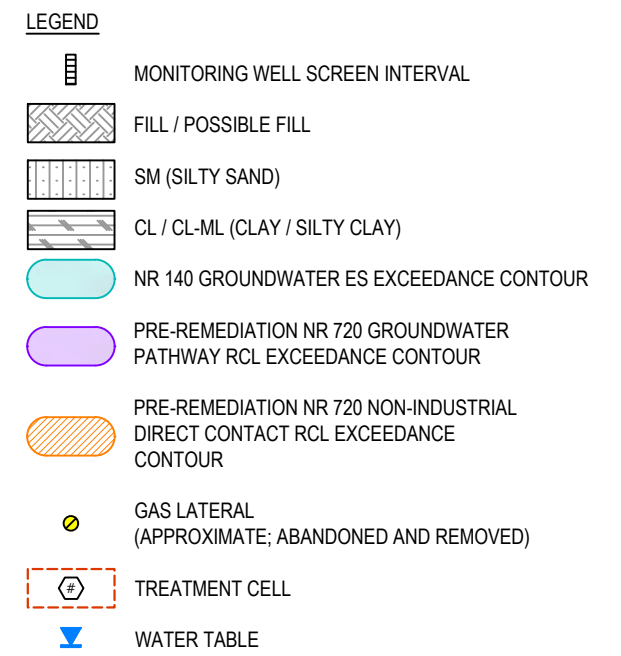 LEGEND
MONITORING WELL SCREEN INTERVAL
FILL / POSSIBLE FILL
SM (SILTY SAND)
CL / CL-ML (CLAY / SILTY CLAY)
NR 140 GROUNDWATER ES EXCEEDANCE CONTOUR
PRE-REMEDIATION NR 720 GROUNDWATER
PATHWAY RCL EXCEEDANCE CONTOUR
PRE-REMEDIATION NR 720 NON-INDUSTRIAL
DIRECT CONTACT RCL EXCEEDANCE
CONTOUR
GAS LATERAL
(APPROXIMATE; ABANDONED AND REMOVED)
# TREATMENT CELL
WATER TABLE